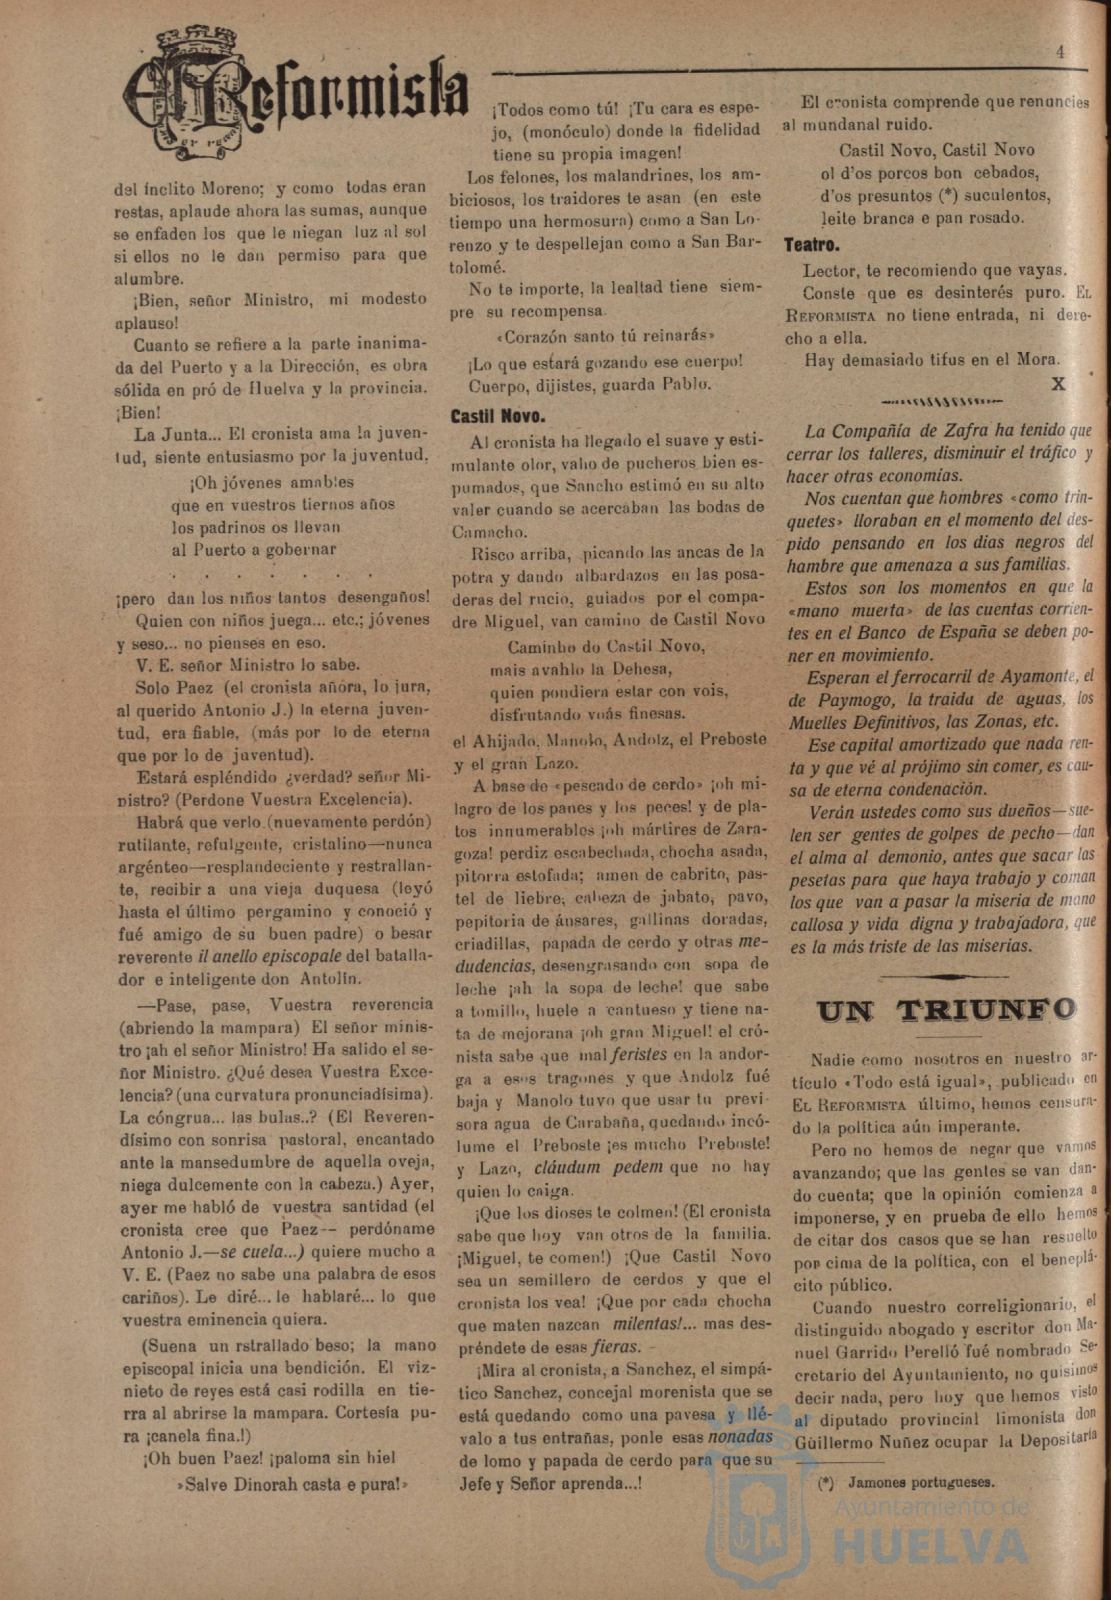 El Reformista
4
del ínclito Moreno; y como todas eran
restas, aplaude ahora las sumas, aunque
se enfaden los que le niegan luz al sol
si ellos no le dan permiso para que
alumbre.
¡Bien, señor Ministro, mi modesto
aplauso!
Cuanto se refiere a la parte inanima-
da del Puerto y a la Dirección, es obra
sólida en pró de Huelva y la provincia.
¡Bien!
La Junta... El cronista ama la juven-
tud, siente entusiasmo por la juventud.
¡Oh jóvenes amables
que en vuestros tiernos años
los padrinos os llevan
al Puerto a gobernar
. . . . . .
¡pero dan los niños tantos desengaños!
Quien con niños juega... etc.; jóvenes
y seso... no pienses en eso.
V. E. señor Ministro lo sabe.
Solo Paez (el cronista añora, lo jura,
al querido Antonio J.) la eterna juven-
tud, era fiable, (más por lo de eterna
que por lo de juventud).
Estará espléndido ¿verdad? señor Mi-
nistro? (Perdone Vuestra Excelencia).
Habrá que verlo (nuevamente perdón)
rutilante, refulgente, cristalino—nunca
argénteo—resplandeciente y restrallan-
te, recibir a una vieja duquesa (leyó
hasta el último pergamino y conoció y
fué amigo de su buen padre) o besar
reverente il anello episcopale del batalla-
dor e inteligente don Antolín.
—Pase, pase, Vuestra reverencia
(abriendo la mampara) El señor minis-
tro ¡ah el señor Ministro! Ha salido el se-
ñor Ministro. ¿Qué desea Vuestra Exce-
lencia? (una curvatura pronunciadísima).
La cóngrua... las bulas..? (El Reveren-
dísimo con sonrisa pastoral, encantado
ante la mansedumbre de aquella oveja,
niega dulcemente con la cabeza.) Ayer,
ayer me habló de vuestra santidad (el
cronista cree que Paez-- perdóname
Antonio J.—se cuela...) quiere mucho a
V. E. (Paez no sabe una palabra de esos
cariños). Le diré... le hablaré... lo que
vuestra eminencia quiera.
(Suena un rstrallado beso; la mano
episcopal inicia una bendición. El viz-
nieto de reyes está casi rodilla en tie-
rra al abrirse la mampara. Cortesía pu-
ra ¡canela fina.!)
¡Oh buen Paez! ¡paloma sin hiel
»Salve Dinorah casta e pura!»
¡Todos como tú! ¡Tu cara es espe-
jo, (monóculo) donde la fidelidad
tiene su propia imagen!
Los felones, los malandrines, los am-
biciosos, los traidores te asan (en este
tiempo una hermosura) como a San Lo-
renzo y te despellejan como a San Bar-
tolomé.
No te importe, la lealtad tiene siem-
pre su recompensa.
«Corazón santo tú reinarás»
¡Lo que estará gozando ese cuerpo!
Cuerpo, dijistes, guarda Pablo.
Castil Novo.
Al cronista ha llegado el suave y esti-
mulante olor, vaho de pucheros bien es-
pumados, que Sancho estimó en su alto
valer cuando se acercaban las bodas de
Camacho.
Risco arriba, picando las ancas de la
potra y dando albardazos en las posa-
deras del rucio, guiados por el compa-
dre Miguel, van camino de Castil Novo
Caminho do Castil Novo,
mais avahlo la Dehesa,
quien pondiera estar con vois,
disfrutando voás finesas.
el Ahijado, Manolo, Andolz, el Preboste
y el gran Lazo.
A base de «pescado de cerdo» ¡oh mi-
lagro de los panes y los peces! y de pla-
tos innumerables ¡oh mártires de Zara-
goza! perdiz escabechada, chocha asada,
pitorra estofada; amen de cabrito, pas-
tel de liebre; cabeza de jabato, pavo,
pepitoria de ánsares, gallinas doradas,
criadillas, papada de cerdo y otras me-
dudencias, desengrasando con sopa de
leche ¡ah la sopa de leche! que sabe
a tomillo, huele a cantueso y tiene na-
ta de mejorana ¡oh gran Miguel! el cró-
nista sabe que mal feristes en la andor-
ga a esos tragones y que Andolz fué
baja y Manolo tuvo que usar tu previ-
sora agua de Carabaña, quedando incó-
lume el Preboste ¡es mucho Preboste!
y Lazo, cláudum pedem que no hay
quien lo caiga.
¡Que los dioses te colmen! (El cronista
sabe que hoy van otros de la familia.
¡Miguel, te comen!) ¡Que Castil Novo
sea un semillero de cerdos y que el
cronista los vea! ¡Que por cada chocha
que maten nazcan milentas!... mas des-
préndete de esas fieras. -
¡Mira al cronista, a Sanchez, el simpá-
tico Sanchez, concejal morenista que se
está quedando como una pavesa y llé-
valo a tus entrañas, ponle esas nonadas
de lomo y papada de cerdo para que su
Jefe y Señor aprenda...!
El cronista comprende que renuncies
al mundanal ruido.
Castil Novo, Castil Novo
ol d'os porcos bon cebados,
d'os presuntos (*) suculentos,
leite branca e pan rosado.
Teatro.
Lector, te recomiendo que vayas.
Conste que es desinterés puro. EL
REFORMISTA no tiene entrada, ni dere-
cho a ella.
Hay demasiado tifus en el Mora.
X
La Compañía de Zafra ha tenido que
cerrar los talleres, disminuir el tráfico y
hacer otras economías.
Nos cuentan que hombres «como trin-
quetes» lloraban en el momento del des-
pido pensando en los dias negros del
hambre que amenaza a sus familias.
Estos son los momentos en que la
«mano muerta» de las cuentas corrien-
tes en el Banco de España se deben po-
ner en movimiento.
Esperan el ferrocarril de Ayamonte, el
de Paymogo, la traida de aguas, los
Muelles Definitivos, las Zonas, etc.
Ese capital amortizado que nada ren-
ta y que vé al prójimo sin comer, es cau-
sa de eterna condenación.
Verán ustedes como sus dueños—sue-
len ser gentes de golpes de pecho—dan
el alma al demonio, antes que sacar las
pesetas para que haya trabajo y coman
los que van a pasar la miseria de mano
callosa y vida digna y trabajadora, que
es la más triste de las miserias.
UN TRIUNFO
Nadie como nosotros en nuestro ar-
tículo «Todo está igual», publicado en
EL REFORMISTA último, hemos censura-
do la política aún imperante.
Pero no hemos de negar que vamos
avanzando; que las gentes se van dan-
do cuenta; que la opinión comienza a
imponerse, y en prueba de ello hemos
de citar dos casos que se han resuelto
por cima de la política, con el beneplá-
cito público.
Cuando nuestro correligionario, el
distinguido abogado y escritor don Ma-
nuel Garrido Perelló fué nombrado Se-
cretario del Ayuntamiento, no quisimos
decir nada, pero hoy que hemos visto
al diputado provincial limonista don
Guillermo Nuñez ocupar la Depositaría
(*) Jamones portugueses.
Ayuntamiento de
HUELVA